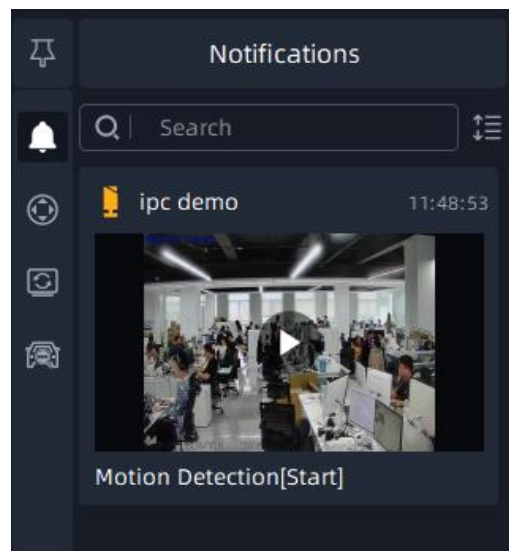 Notifications
Search
ipc demo
11:48:53
Motion Detection[Start]